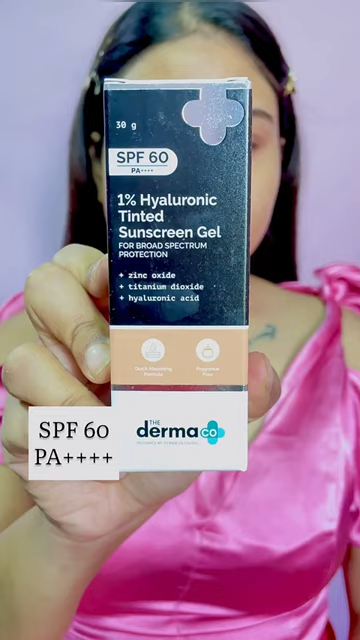 30 g
SPF 60
PA++++
1% Hyaluronic
Tinted
Sunscreen Gel
FOR BROAD SPECTRUM
PROTECTION
+ zinc oxide
+ titanium dioxide
+ hyaluronic acid
Quick Absorbing
Formula
Fragrance
Free
THE
derma co
SPF 60
PA++++